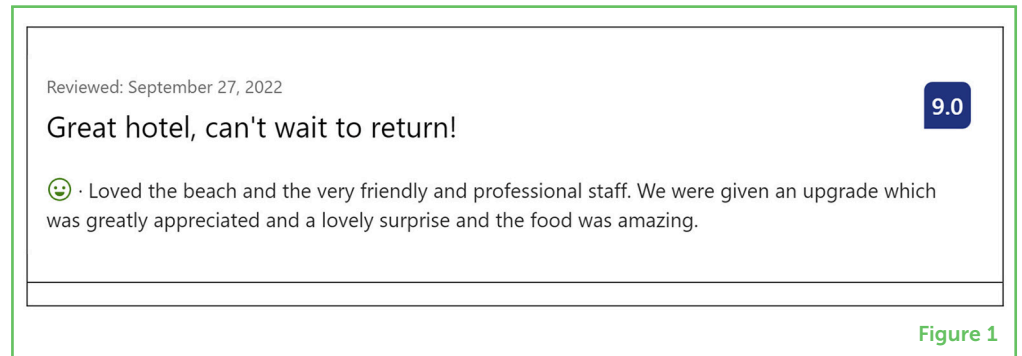 Reviewed: September 27, 2022
9.0
Great hotel, can't wait to return!
· Loved the beach and the very friendly and professional staff. We were given an upgrade which
was greatly appreciated and a lovely surprise and the food was amazing.
Figure 1